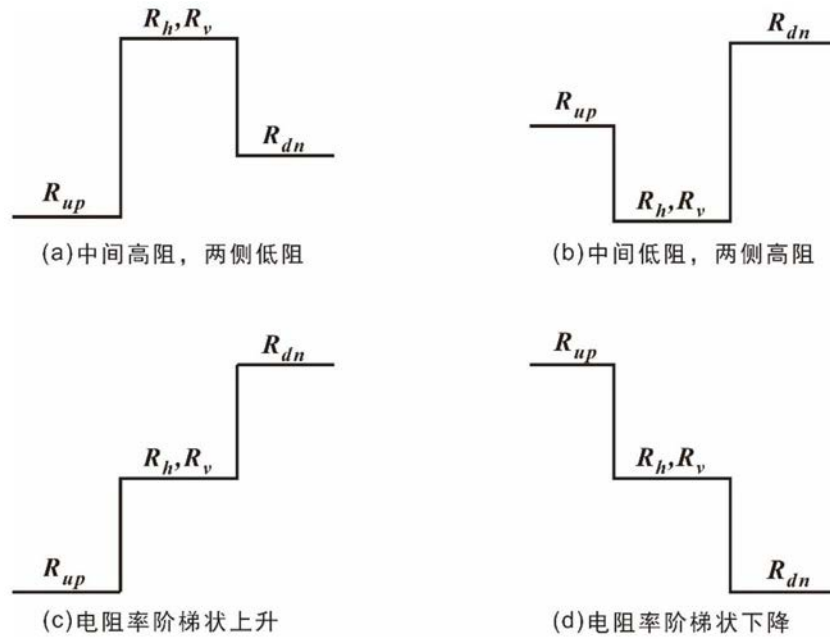 R_h,R_v
R_dn
R_up
R_dn
R_up
R_h,R_v
(a)中间高阻，两侧低阻
(b)中间低阻，两侧高阻
R_dn
R_up
R_h,R_v
R_h,R_v
R_up
R_dn
(c)电阻率阶梯状上升
(d)电阻率阶梯状下降